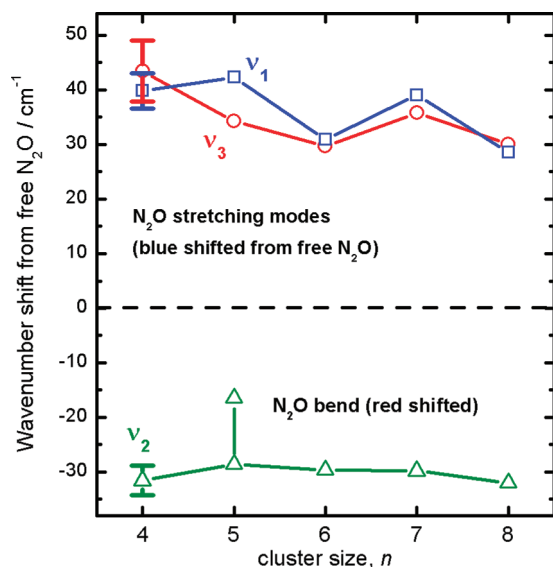 Wavenumber shift from free N₂O / cm⁻¹
50
40
30
20
10
0
-10
-20
-30
4
5
6
7
8
cluster size, n
ν₁
ν₃
N₂O stretching modes
(blue shifted from free N₂O)
N₂O bend (red shifted)
ν₂